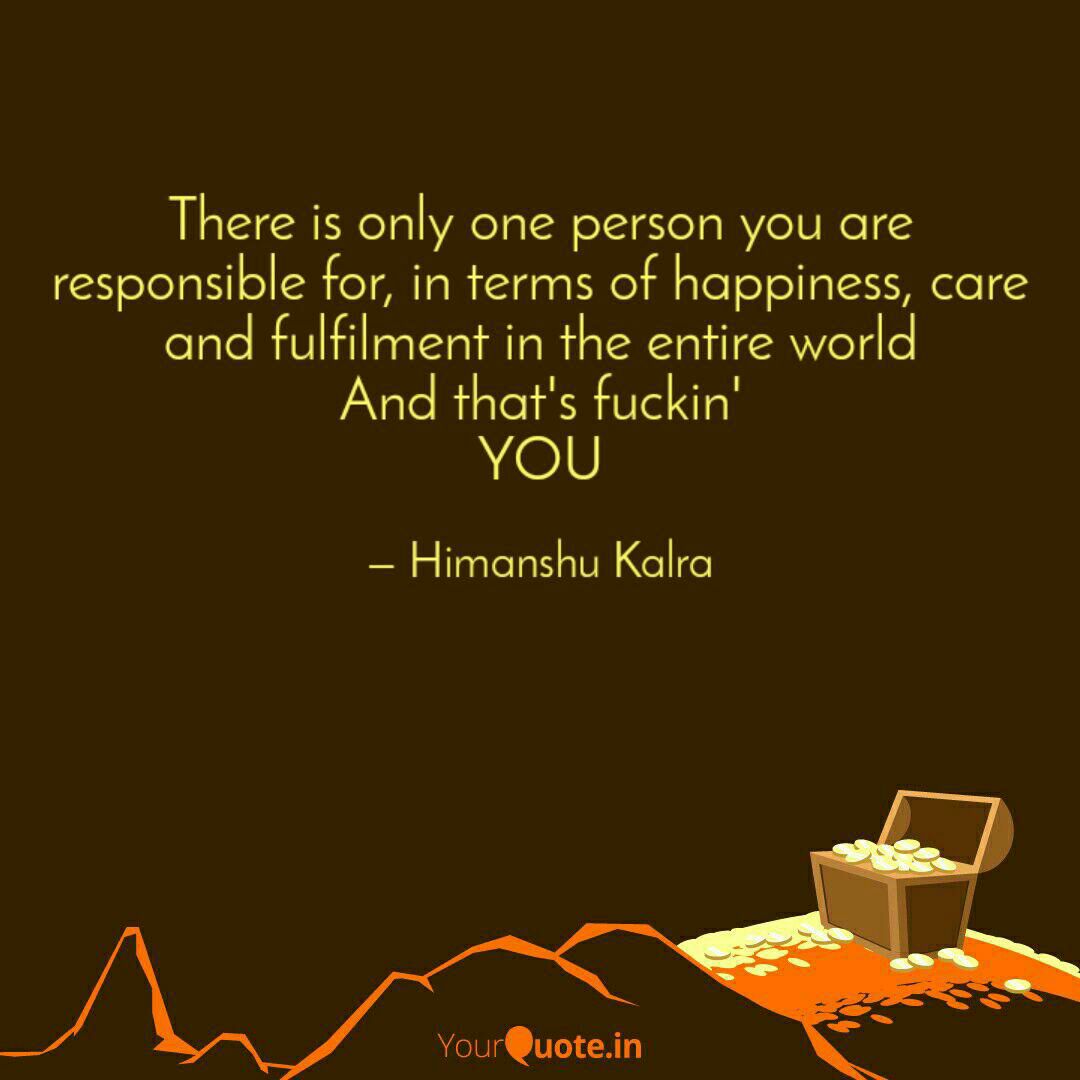 There is only one person you are
responsible for, in terms of happiness, care
and fulfilment in the entire world
And that's fuckin'
YOU
– Himanshu Kalra
YourQuote.in